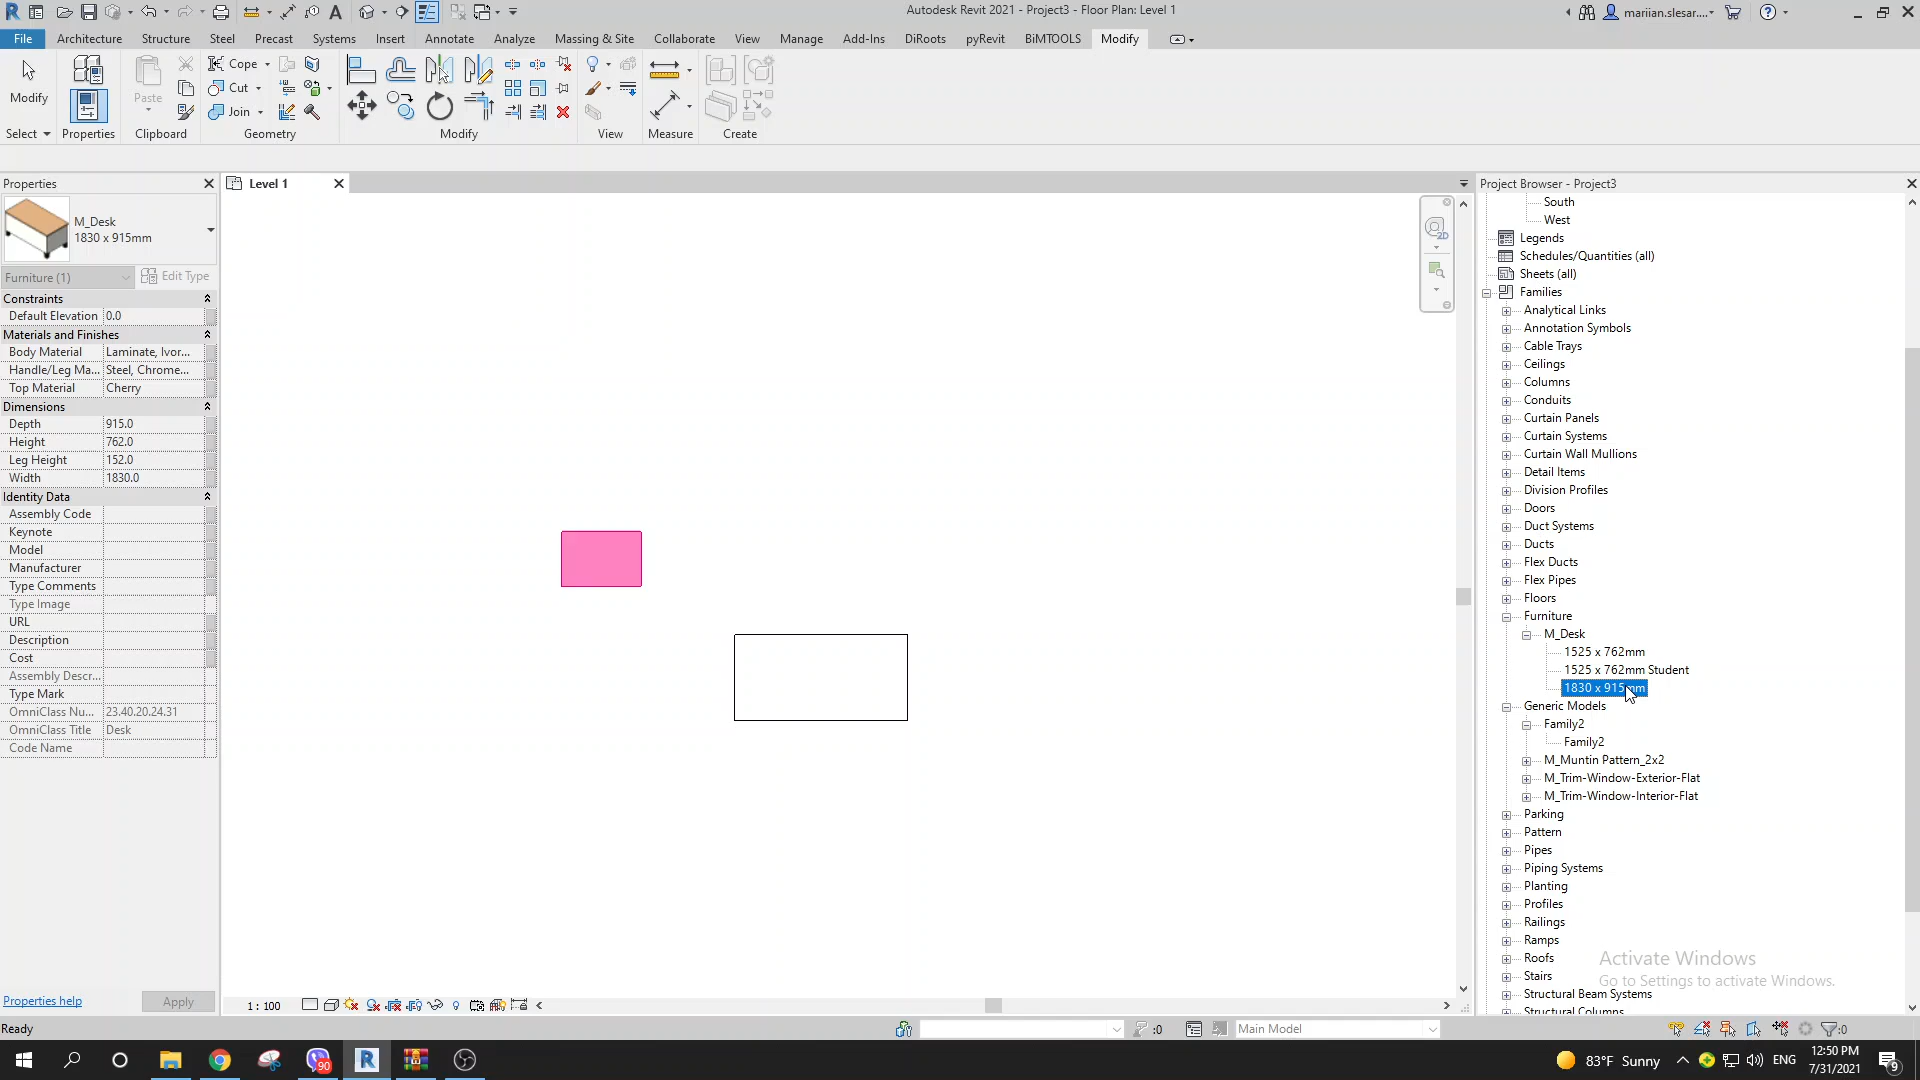 Autodesk Revit 2021 - Project3 - Floor Plan: Level 1
mariian.slesar...
File Architecture Structure Steel Precast Systems Insert Annotate Analyze Massing & Site Collaborate View Manage Add-Ins DiRoots pyRevit BiMTOOLS Modify
Modify
Paste
Cope
Cut
Join
Select Properties Clipboard Geometry Modify View Measure Create
Properties
M_Desk
1830 x 915mm
Furniture (1) Edit Type
Constraints
Default Elevation 0.0
Materials and Finishes
Body Material Laminate, Ivor...
Handle/Leg Ma... Steel, Chrome...
Top Material Cherry
Dimensions
Depth 915.0
Height 762.0
Leg Height 152.0
Width 1830.0
Identity Data
Assembly Code
Keynote
Model
Manufacturer
Type Comments
Type Image
URL
Description
Cost
Assembly Descr...
Type Mark
OmniClass Nu... 23.40.20.24.31
OmniClass Title Desk
Code Name
Properties help Apply
Level 1
2D
1 : 100
Project Browser - Project3
South
West
Legends
Schedules/Quantities (all)
Sheets (all)
Families
Analytical Links
Annotation Symbols
Cable Trays
Ceilings
Columns
Conduits
Curtain Panels
Curtain Systems
Curtain Wall Mullions
Detail Items
Division Profiles
Doors
Duct Systems
Ducts
Flex Ducts
Flex Pipes
Floors
Furniture
M_Desk
1525 x 762mm
1525 x 762mm Student
1830 x 915mm
Generic Models
Family2
Family2
M_Muntin Pattern_2x2
M_Trim-Window-Exterior-Flat
M_Trim-Window-Interior-Flat
Parking
Pattern
Pipes
Piping Systems
Planting
Profiles
Railings
Ramps
Roofs
Stairs
Structural Beam Systems
Structural Columns
Activate Windows
Go to Settings to activate Windows.
Ready
:0
Main Model
:0
90
83°F Sunny
ENG
12:50 PM
7/31/2021
9